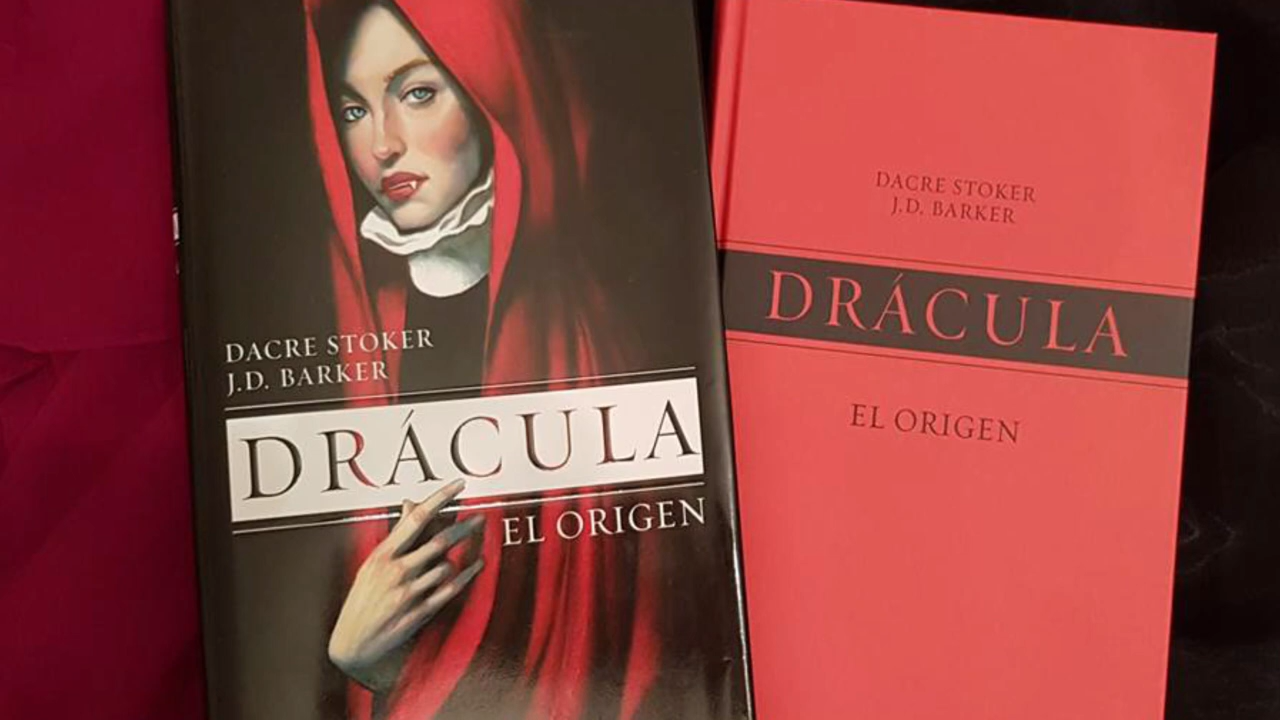 DACRE STOKER
J.D. BARKER
DRÁCULA
EL ORIGEN
DACRE STOKER
J.D. BARKER
DRÁCULA
EL ORIGEN